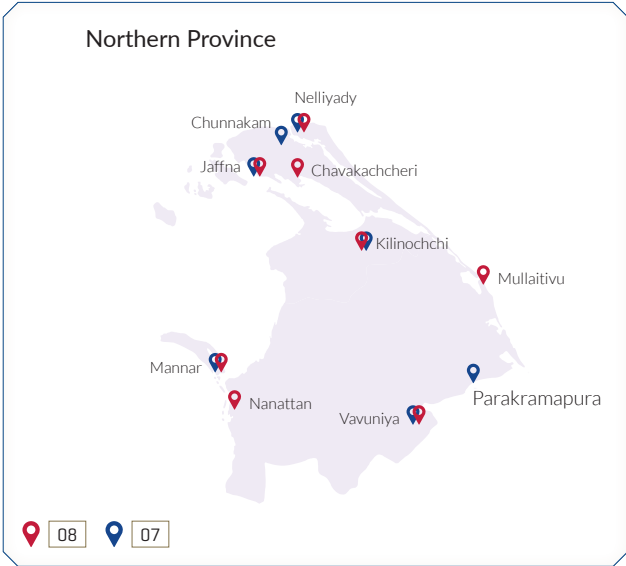 Northern Province
Nelliyady
Chunnakam
Jaffna
Chavakachcheri
Kilinochchi
Mullaitivu
Mannar
Parakramapura
Nanattan
Vavuniya
08
07